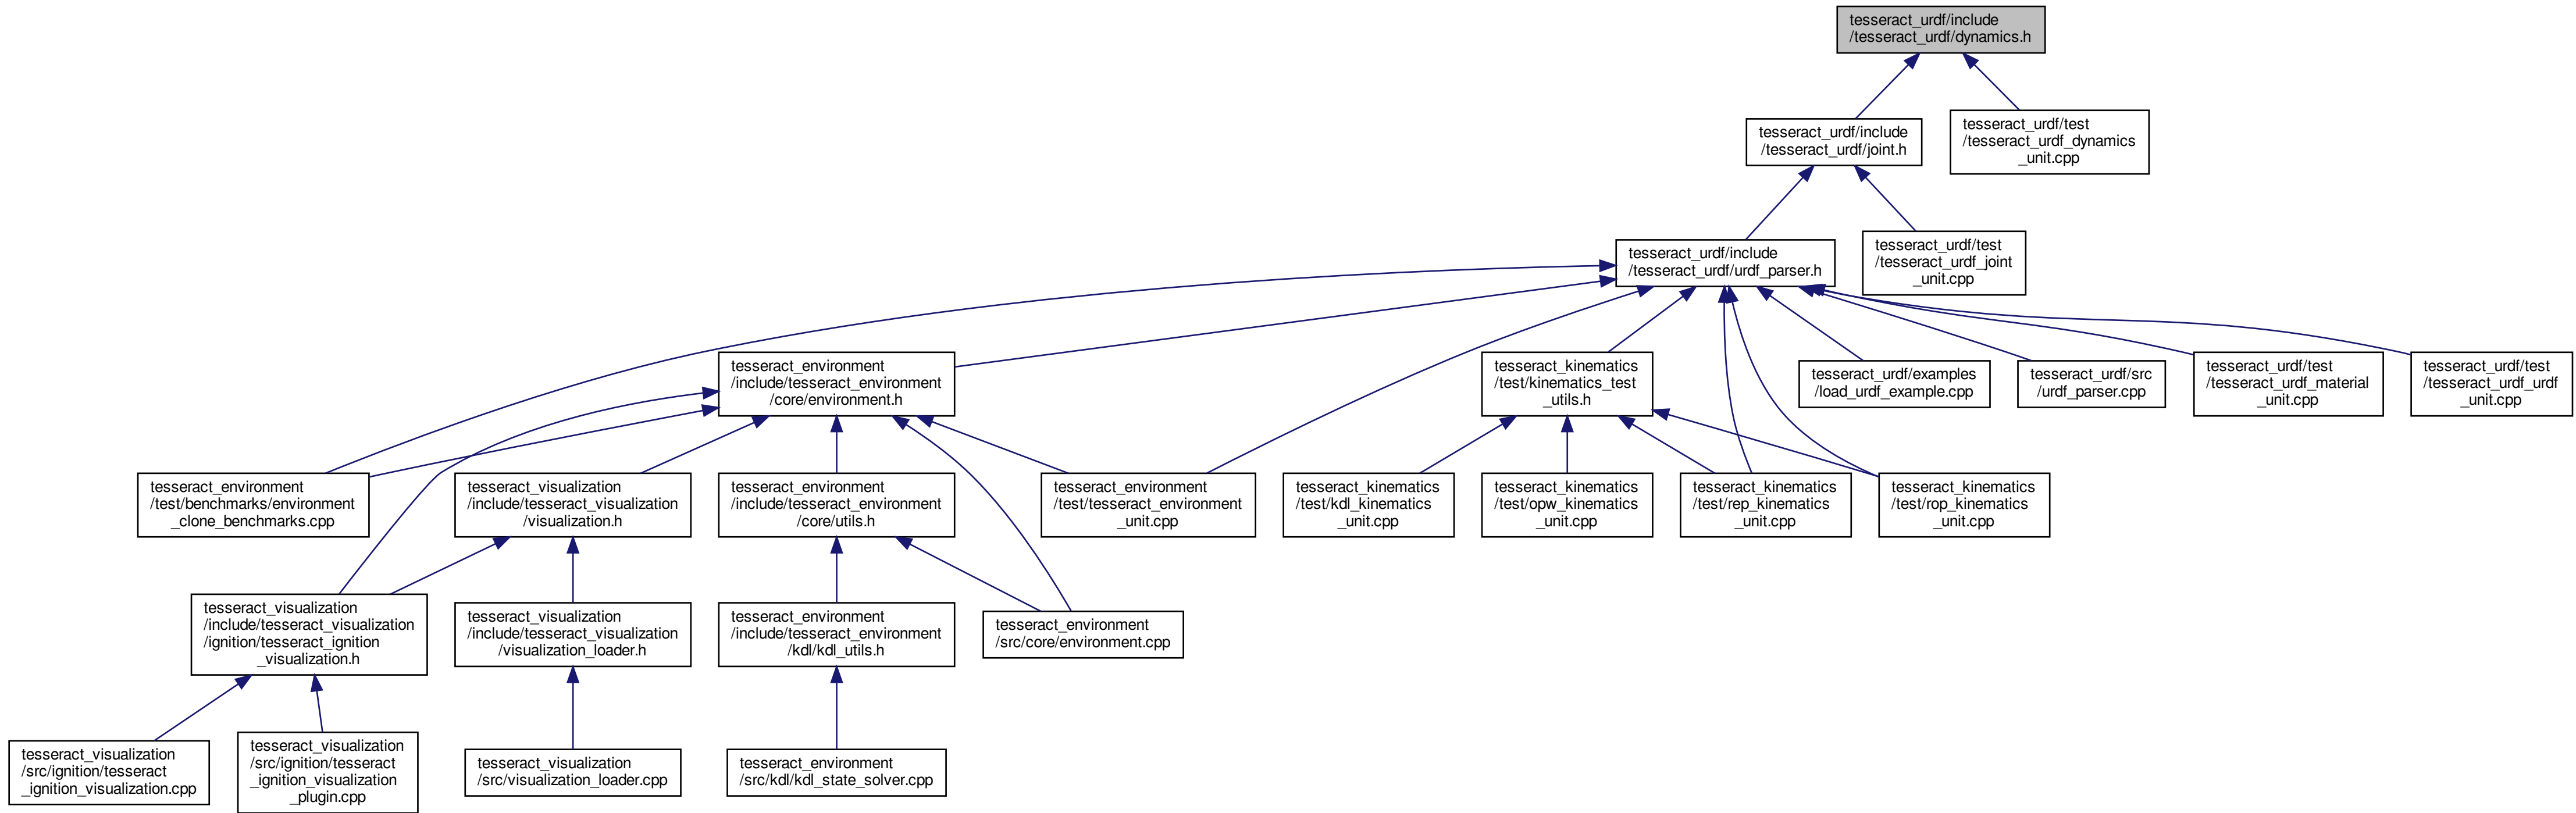 tesseract_urdf/include
/tesseract_urdf/dynamics.h
tesseract_urdf/include
/tesseract_urdf/joint.h
tesseract_urdf/test
/tesseract_urdf_dynamics
_unit.cpp
tesseract_urdf/include
/tesseract_urdf/urdf_parser.h
tesseract_urdf/test
/tesseract_urdf_joint
_unit.cpp
tesseract_environment
/include/tesseract_environment
/core/environment.h
tesseract_kinematics
/test/kinematics_test
_utils.h
tesseract_urdf/examples
/load_urdf_example.cpp
tesseract_urdf/src
/urdf_parser.cpp
tesseract_urdf/test
/tesseract_urdf_material
_unit.cpp
tesseract_urdf/test
/tesseract_urdf_urdf
_unit.cpp
tesseract_environment
/test/benchmarks/environment
_clone_benchmarks.cpp
tesseract_visualization
/include/tesseract_visualization
/visualization.h
tesseract_environment
/include/tesseract_environment
/core/utils.h
tesseract_environment
/test/tesseract_environment
_unit.cpp
tesseract_kinematics
/test/kdl_kinematics
_unit.cpp
tesseract_kinematics
/test/opw_kinematics
_unit.cpp
tesseract_kinematics
/test/rep_kinematics
_unit.cpp
tesseract_kinematics
/test/rop_kinematics
_unit.cpp
tesseract_visualization
/include/tesseract_visualization
/ignition/tesseract_ignition
_visualization.h
tesseract_visualization
/include/tesseract_visualization
/visualization_loader.h
tesseract_environment
/include/tesseract_environment
/kdl/kdl_utils.h
tesseract_environment
/src/core/environment.cpp
tesseract_visualization
/src/ignition/tesseract
_ignition_visualization.cpp
tesseract_visualization
/src/ignition/tesseract
_ignition_visualization
_plugin.cpp
tesseract_visualization
/src/visualization_loader.cpp
tesseract_environment
/src/kdl/kdl_state_solver.cpp